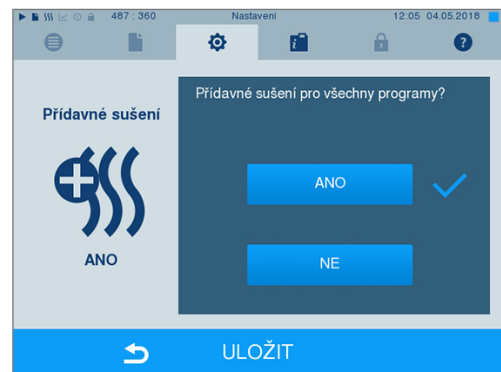 487 : 360 Nastavení 12:05 04.05.2018
Přídavné sušení pro všechny programy?
Přídavné sušení
ANO
ANO
NE
ULOŽIT